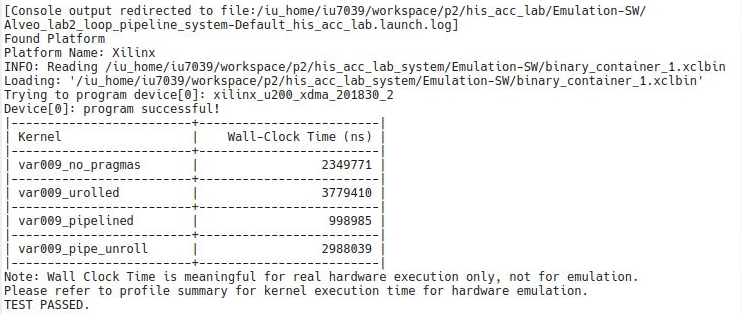 [Console output redirected to file:/iu_home/iu7039/workspace/p2/his_acc_lab/Emulation-SW/
Alveo_lab2_loop_pipeline_system-Default_his_acc_lab.launch.log]
Found Platform
Platform Name: Xilinx
INFO: Reading /iu_home/iu7039/workspace/p2/his_acc_lab_system/Emulation-SW/binary_container_1.xclbin
Loading: '/iu_home/iu7039/workspace/p2/his_acc_lab_system/Emulation-SW/binary_container_1.xclbin'
Trying to program device[0]: xilinx_u200_xdma_201830_2
Device[0]: program successful!
|-------------------------+-------------------------|
| Kernel                  |    Wall-Clock Time (ns) |
|-------------------------+-------------------------|
| var009_no_pragmas       |                 2349771 |
|-------------------------+-------------------------|
| var009_urolled          |                 3779410 |
|-------------------------+-------------------------|
| var009_pipelined        |                  998985 |
|-------------------------+-------------------------|
| var009_pipe_unroll      |                 2988039 |
|-------------------------+-------------------------|
Note: Wall Clock Time is meaningful for real hardware execution only, not for emulation.
Please refer to profile summary for kernel execution time for hardware emulation.
TEST PASSED.